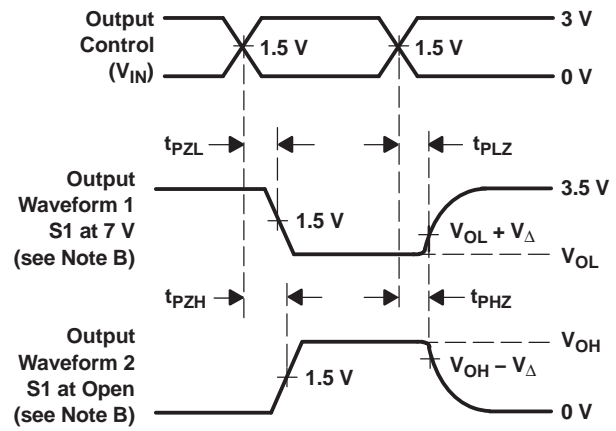 Output
Control
(VIN)
1.5 V
1.5 V
3 V
0 V
tPZL
tPLZ
Output
Waveform 1
S1 at 7 V
(see Note B)
1.5 V
3.5 V
VOL + VΔ
VOL
tPZH
tPHZ
Output
Waveform 2
S1 at Open
(see Note B)
1.5 V
VOH
VOH – VΔ
0 V